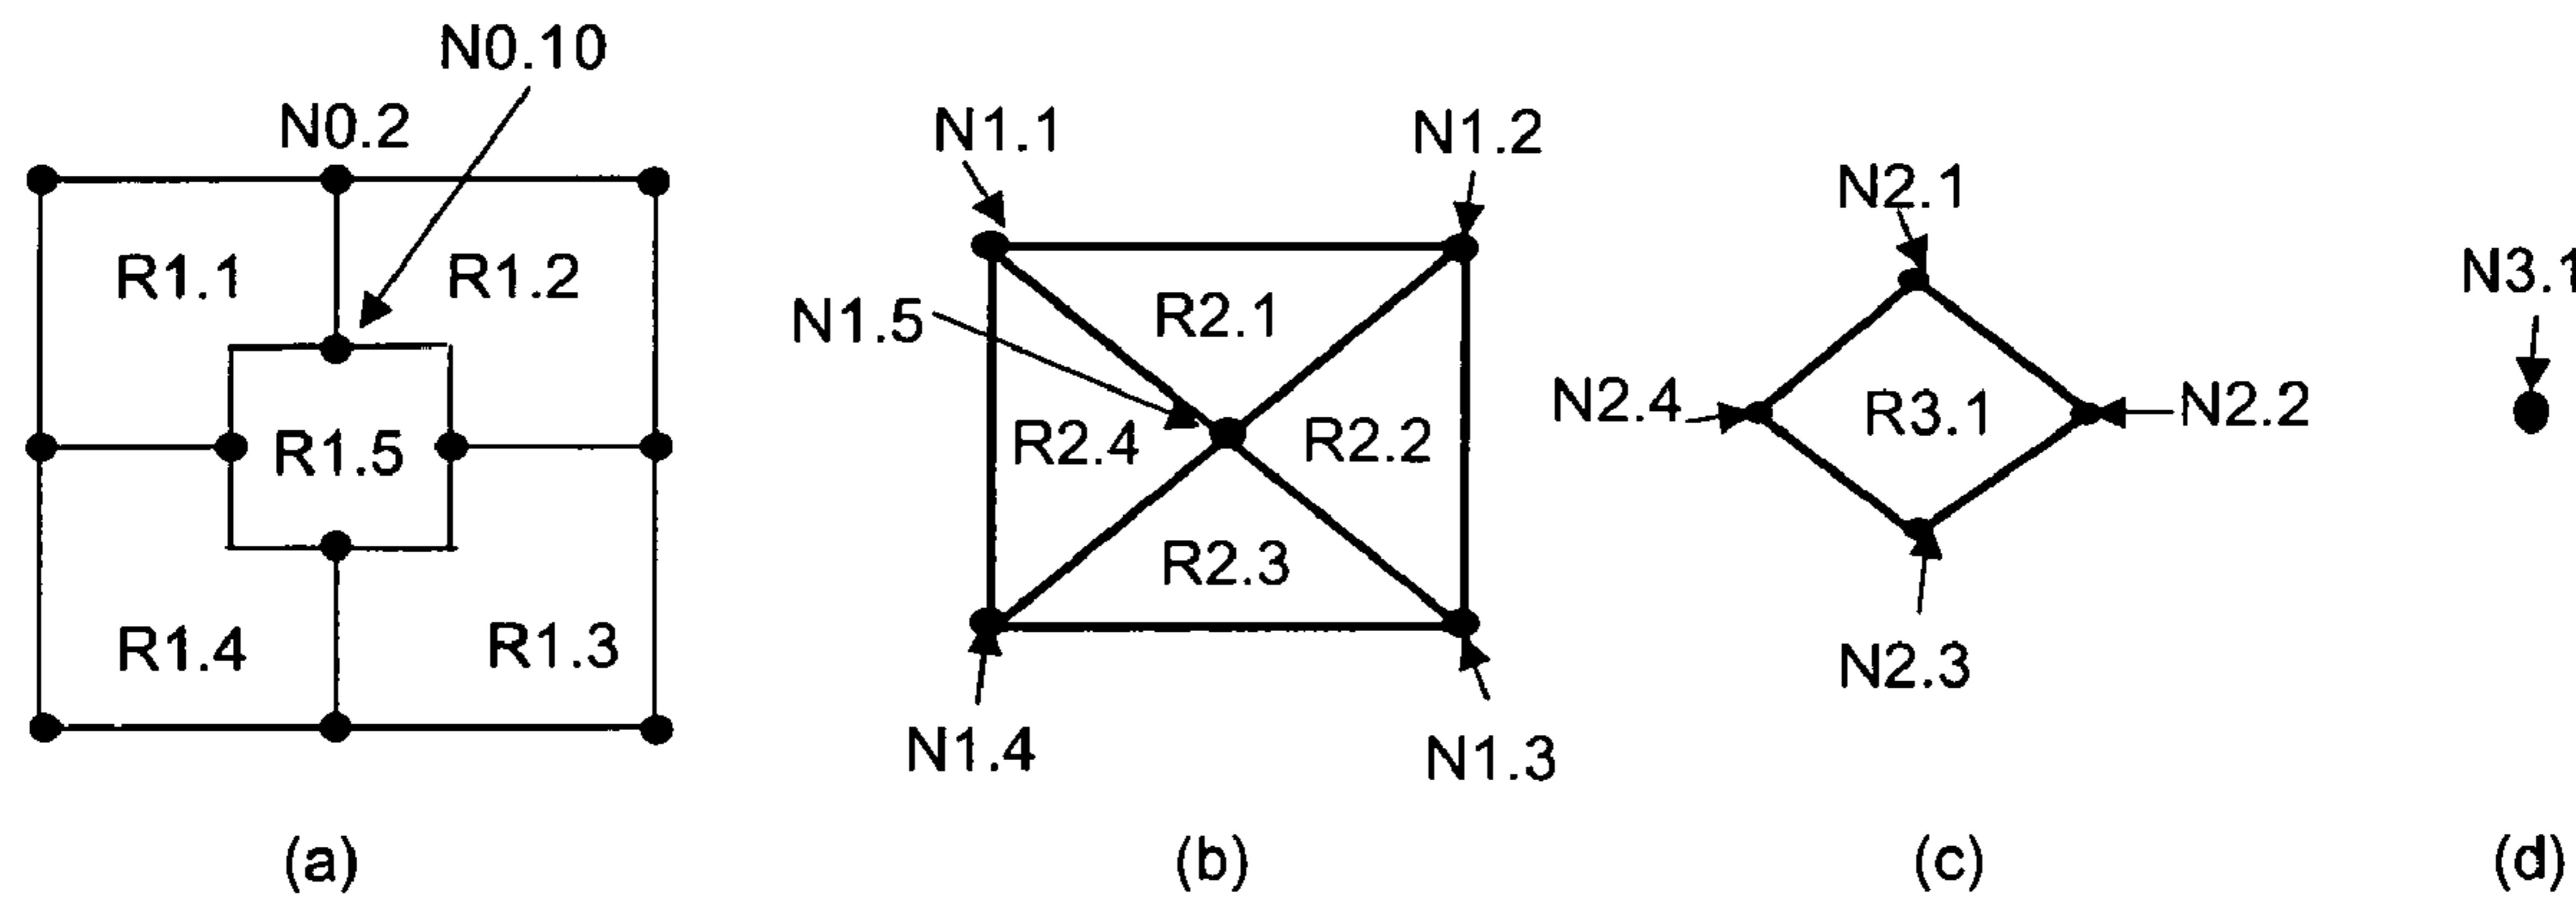 N0.10
N0.2
R1.1
R1.2
R1.5
R1.4
R1.3
(a)
N1.1
N1.2
N1.5
R2.1
R2.4
R2.2
R2.3
N1.4
N1.3
(b)
N2.1
N2.4
R3.1
N2.2
N2.3
(c)
N3.1
(d)